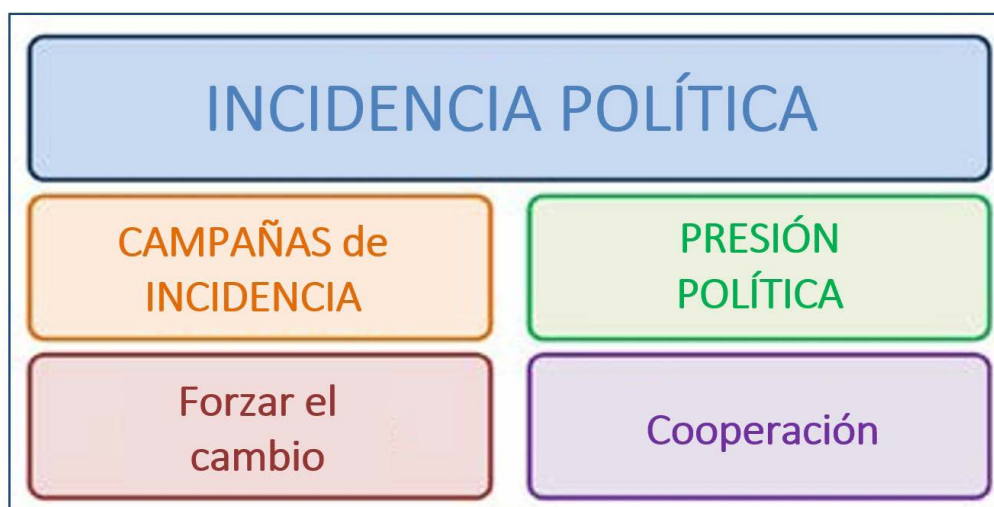 INCIDENCIA POLÍTICA
CAMPAÑAS de
INCIDENCIA
PRESIÓN
POLÍTICA
Forzar el
cambio
Cooperación